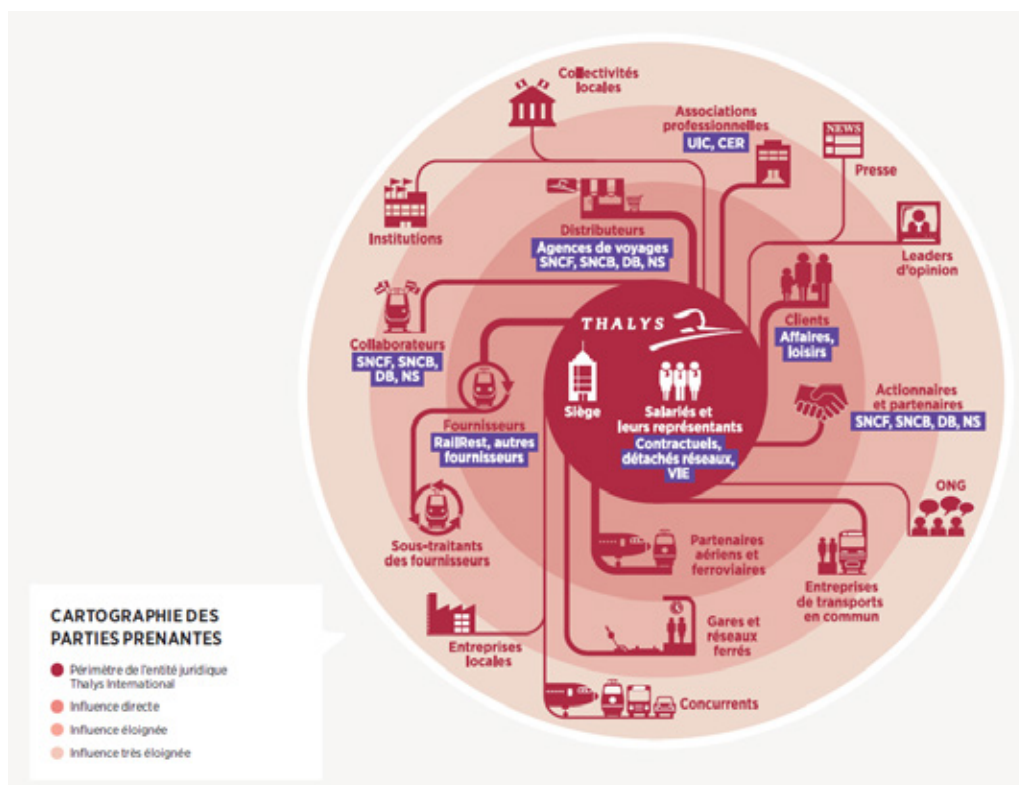 Collectivités
locales
Associations
professionnelles
UIC, CER
NEWS
Presse
Institutions
Distributeurs
Agences de voyages
SNCF, SNCB, DB, NS
Leaders
d'opinion
Collaborateurs
SNCF, SNCB,
DB, NS
THALYS
Siège
Salariés et
leurs représentants
Contractuels,
détachés réseaux,
VIE
Clients
Affaires,
loisirs
Actionnaires
et partenaires
SNCF, SNCB, DB, NS
Fournisseurs
RailRest, autres
fournisseurs
ONG
Sous-traitants
des fournisseurs
Partenaires
aériens et
ferroviaires
Entreprises
de transports
en commun
Gares et
réseaux
ferrés
Entreprises
locales
Concurrents
CARTOGRAPHIE DES
PARTIES PRENANTES
Périmètre de l'entité juridique
Thalys International
Influence directe
Influence éloignée
Influence très éloignée